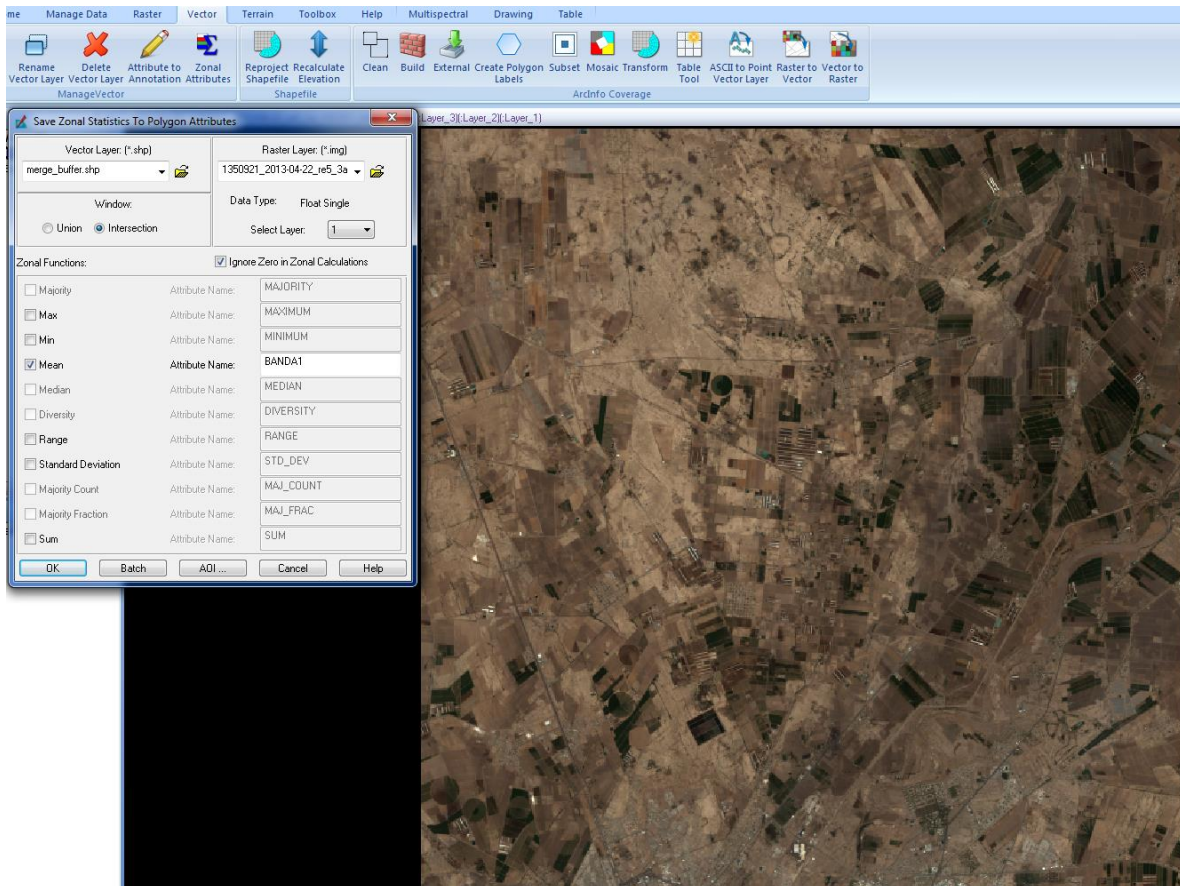 me Manage Data Raster Vector Terrain Toolbox Help Multispectral Drawing Table
Rename Delete Attribute to Zonal Reproject Recalculate Clean Build External Create Polygon Subset Mosaic Transform Table ASCII to Point Raster to Vector to
Vector Layer Vector Layer Annotation Attributes Shapefile Elevation Labels Tool Vector Layer Vector Raster
ManageVector Shapefile ArcInfo Coverage
Save Zonal Statistics To Polygon Attributes
Layer_3)(:Layer_2)(:Layer_1)
Vector Layer: (*.shp) Raster Layer: (*.img)
merge_buffer.shp 1350921_2013-04-22_re5_3a
Window: Data Type: Float Single
Union Intersection Select Layer: 1
Zonal Functions: Ignore Zero in Zonal Calculations
Majority Attribute Name: MAJORITY
Max Attribute Name: MAXIMUM
Min Attribute Name: MINIMUM
Mean Attribute Name: BANDA1
Median Attribute Name: MEDIAN
Diversity Attribute Name: DIVERSITY
Range Attribute Name: RANGE
Standard Deviation Attribute Name: STD_DEV
Majority Count Attribute Name: MAJ_COUNT
Majority Fraction Attribute Name: MAJ_FRAC
Sum Attribute Name: SUM
OK Batch AOI ... Cancel Help